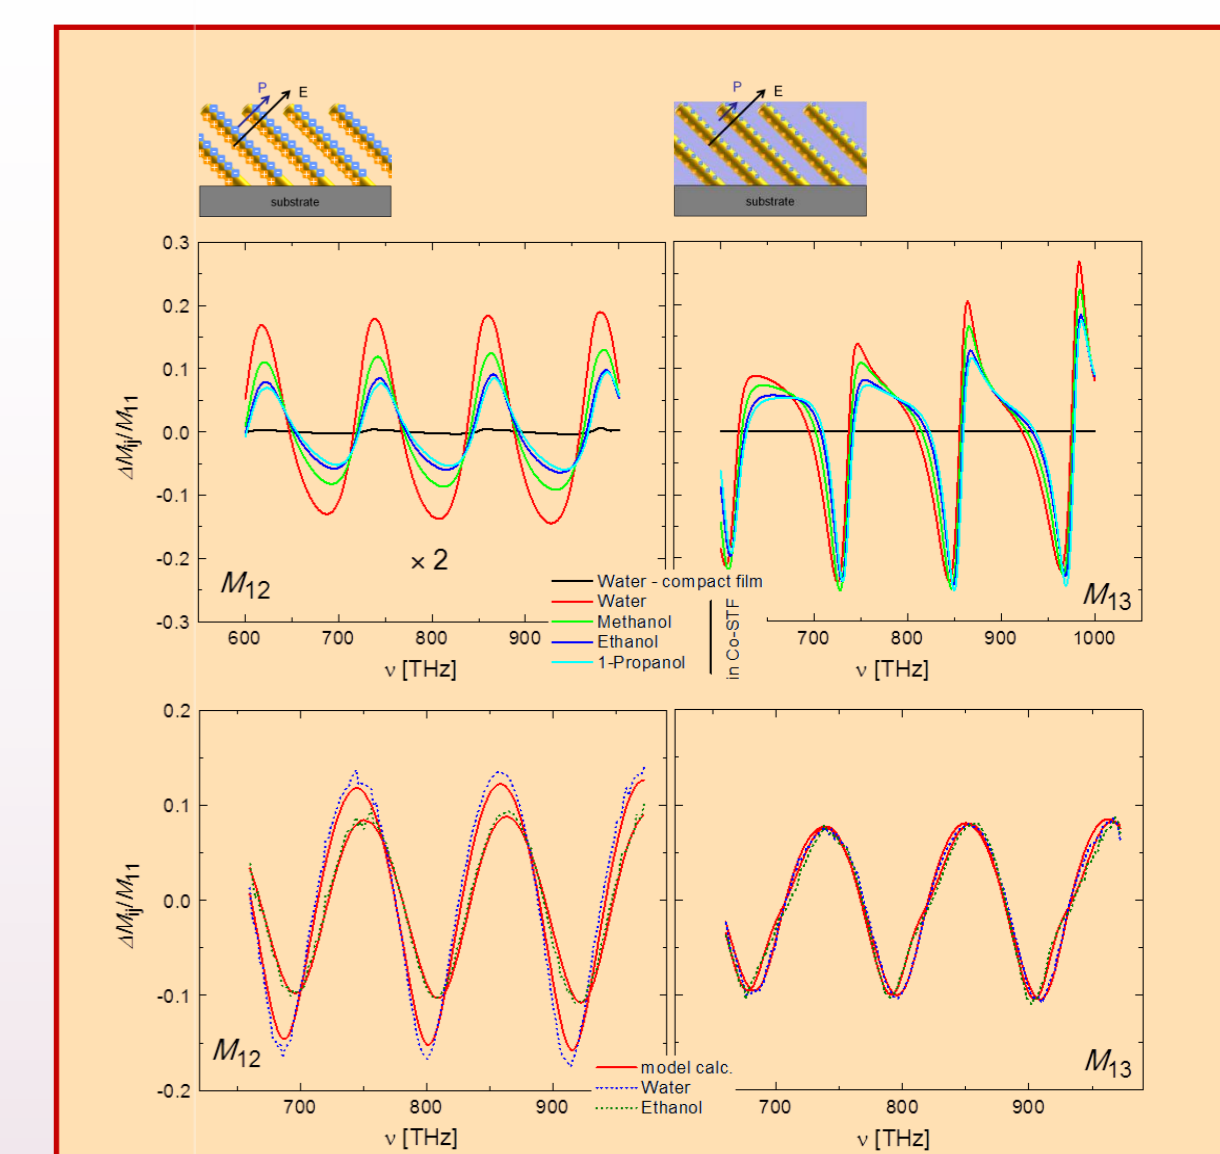 P E
P E
substrate
substrate
0.3
0.2
0.1
0.0
-0.1
-0.2
-0.3
ΔMij/M11
× 2
M12
M13
Water - compact film
Water
Methanol
Ethanol
1-Propanol
in Co-STF
600 700 800 900
700 800 900 1000
ν [THz]
ν [THz]
0.2
0.1
0.0
-0.1
-0.2
ΔMij/M11
M12
M13
model calc.
Water
Ethanol
700 800 900
700 800 900
ν [THz]
ν [THz]